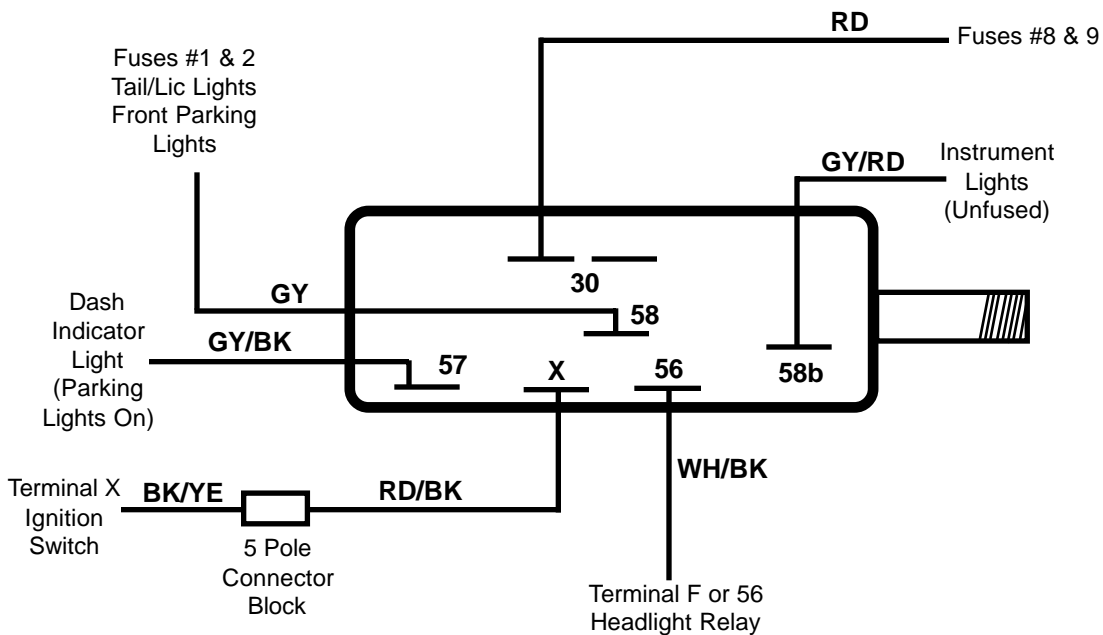 RD
Fuses #8 & 9
Fuses #1 & 2
Tail/Lic Lights
Front Parking
Lights
GY/RD
Instrument
Lights
(Unfused)
30
GY
58
Dash
Indicator
Light
(Parking
Lights On)
GY/BK
57
X
56
58b
WH/BK
Terminal X
Ignition
Switch
BK/YE
RD/BK
5 Pole
Connector
Block
Terminal F or 56
Headlight Relay